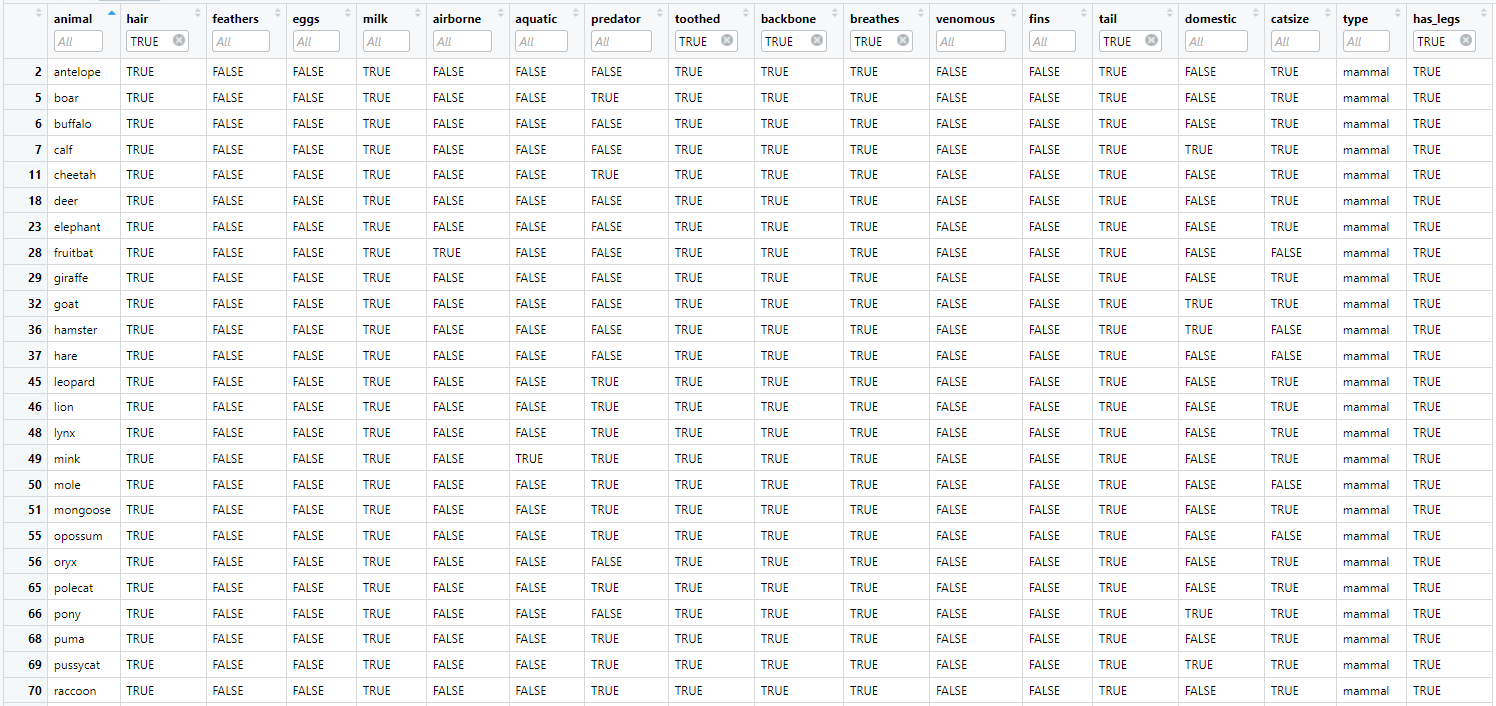 animal hair feathers eggs milk airborne aquatic predator toothed backbone breathes venomous fins tail domestic catsize type has_legs
All TRUE All All All All All All TRUE TRUE TRUE All All TRUE All All All TRUE
2 antelope TRUE FALSE FALSE TRUE FALSE FALSE FALSE TRUE TRUE TRUE FALSE FALSE TRUE FALSE TRUE mammal TRUE
5 boar TRUE FALSE FALSE TRUE FALSE FALSE TRUE TRUE TRUE TRUE FALSE FALSE TRUE FALSE TRUE mammal TRUE
6 buffalo TRUE FALSE FALSE TRUE FALSE FALSE FALSE TRUE TRUE TRUE FALSE FALSE TRUE FALSE TRUE mammal TRUE
7 calf TRUE FALSE FALSE TRUE FALSE FALSE FALSE TRUE TRUE TRUE FALSE FALSE TRUE TRUE TRUE mammal TRUE
11 cheetah TRUE FALSE FALSE TRUE FALSE FALSE TRUE TRUE TRUE TRUE FALSE FALSE TRUE FALSE TRUE mammal TRUE
18 deer TRUE FALSE FALSE TRUE FALSE FALSE FALSE TRUE TRUE TRUE FALSE FALSE TRUE FALSE TRUE mammal TRUE
23 elephant TRUE FALSE FALSE TRUE FALSE FALSE FALSE TRUE TRUE TRUE FALSE FALSE TRUE FALSE TRUE mammal TRUE
28 fruitbat TRUE FALSE FALSE TRUE TRUE FALSE FALSE TRUE TRUE TRUE FALSE FALSE TRUE FALSE FALSE mammal TRUE
29 giraffe TRUE FALSE FALSE TRUE FALSE FALSE FALSE TRUE TRUE TRUE FALSE FALSE TRUE FALSE TRUE mammal TRUE
32 goat TRUE FALSE FALSE TRUE FALSE FALSE FALSE TRUE TRUE TRUE FALSE FALSE TRUE TRUE TRUE mammal TRUE
36 hamster TRUE FALSE FALSE TRUE FALSE FALSE FALSE TRUE TRUE TRUE FALSE FALSE TRUE TRUE FALSE mammal TRUE
37 hare TRUE FALSE FALSE TRUE FALSE FALSE FALSE TRUE TRUE TRUE FALSE FALSE TRUE FALSE FALSE mammal TRUE
45 leopard TRUE FALSE FALSE TRUE FALSE FALSE TRUE TRUE TRUE TRUE FALSE FALSE TRUE FALSE TRUE mammal TRUE
46 lion TRUE FALSE FALSE TRUE FALSE FALSE TRUE TRUE TRUE TRUE FALSE FALSE TRUE FALSE TRUE mammal TRUE
48 lynx TRUE FALSE FALSE TRUE FALSE FALSE TRUE TRUE TRUE TRUE FALSE FALSE TRUE FALSE TRUE mammal TRUE
49 mink TRUE FALSE FALSE TRUE FALSE TRUE TRUE TRUE TRUE TRUE FALSE FALSE TRUE FALSE TRUE mammal TRUE
50 mole TRUE FALSE FALSE TRUE FALSE FALSE TRUE TRUE TRUE TRUE FALSE FALSE TRUE FALSE FALSE mammal TRUE
51 mongoose TRUE FALSE FALSE TRUE FALSE FALSE TRUE TRUE TRUE TRUE FALSE FALSE TRUE FALSE TRUE mammal TRUE
55 opossum TRUE FALSE FALSE TRUE FALSE FALSE TRUE TRUE TRUE TRUE FALSE FALSE TRUE FALSE FALSE mammal TRUE
56 oryx TRUE FALSE FALSE TRUE FALSE FALSE FALSE TRUE TRUE TRUE FALSE FALSE TRUE FALSE TRUE mammal TRUE
65 polecat TRUE FALSE FALSE TRUE FALSE FALSE TRUE TRUE TRUE TRUE FALSE FALSE TRUE FALSE TRUE mammal TRUE
66 pony TRUE FALSE FALSE TRUE FALSE FALSE FALSE TRUE TRUE TRUE FALSE FALSE TRUE TRUE TRUE mammal TRUE
68 puma TRUE FALSE FALSE TRUE FALSE FALSE TRUE TRUE TRUE TRUE FALSE FALSE TRUE FALSE TRUE mammal TRUE
69 pussycat TRUE FALSE FALSE TRUE FALSE FALSE TRUE TRUE TRUE TRUE FALSE FALSE TRUE TRUE TRUE mammal TRUE
70 raccoon TRUE FALSE FALSE TRUE FALSE FALSE TRUE TRUE TRUE TRUE FALSE FALSE TRUE FALSE TRUE mammal TRUE